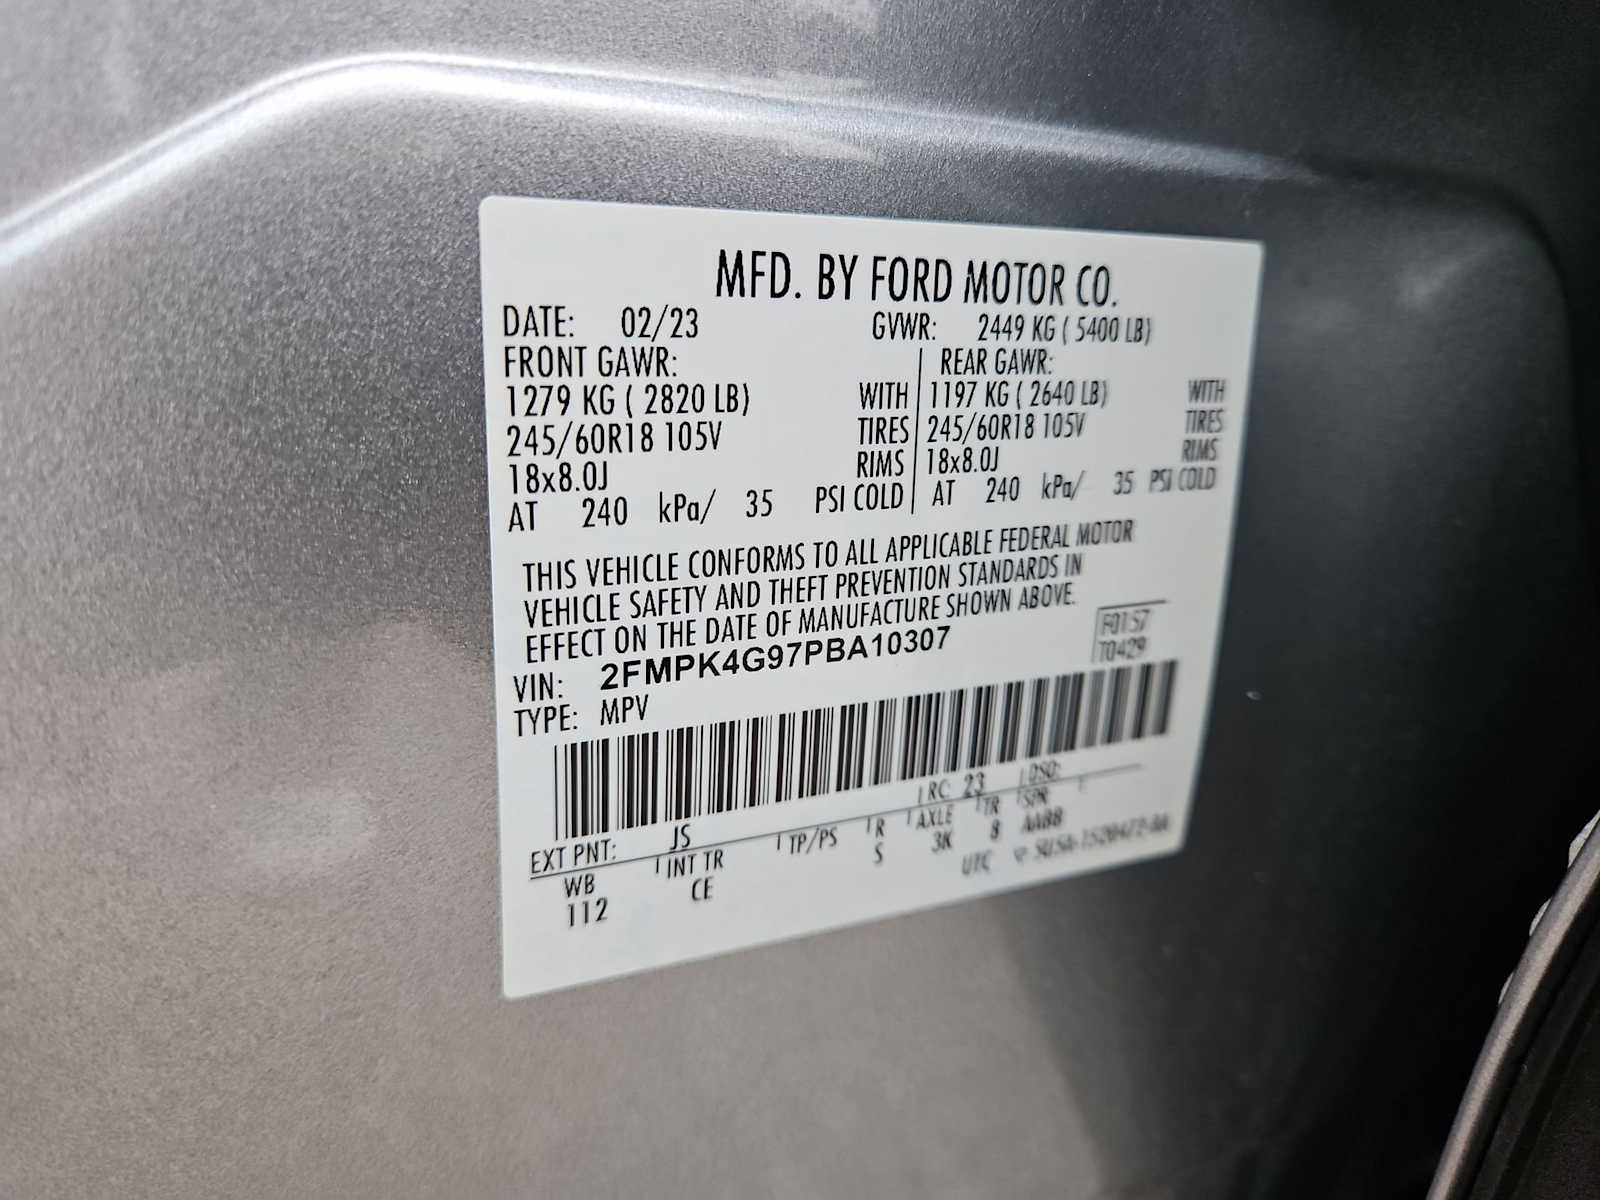 MFD. BY FORD MOTOR CO.
DATE: 02/23 GVWR: 2449 KG ( 5400 LB)
FRONT GAWR: REAR GAWR:
1279 KG ( 2820 LB) WITH 1197 KG ( 2640 LB) WITH
245/60R18 105V TIRES 245/60R18 105V TIRES
18x8.0J RIMS 18x8.0J RIMS
AT 240 kPa/ 35 PSI COLD AT 240 kPa/ 35 PSI COLD
THIS VEHICLE CONFORMS TO ALL APPLICABLE FEDERAL MOTOR
VEHICLE SAFETY AND THEFT PREVENTION STANDARDS IN
EFFECT ON THE DATE OF MANUFACTURE SHOWN ABOVE.
VIN: 2FMPK4G97PBA10307 F0157
TYPE: MPV T0429
EXT PNT: JS RC: 23 DSO:
WB INT TR TP/PS R AXLE TR SPR
112 CE S 3K 8 AABB
UTC